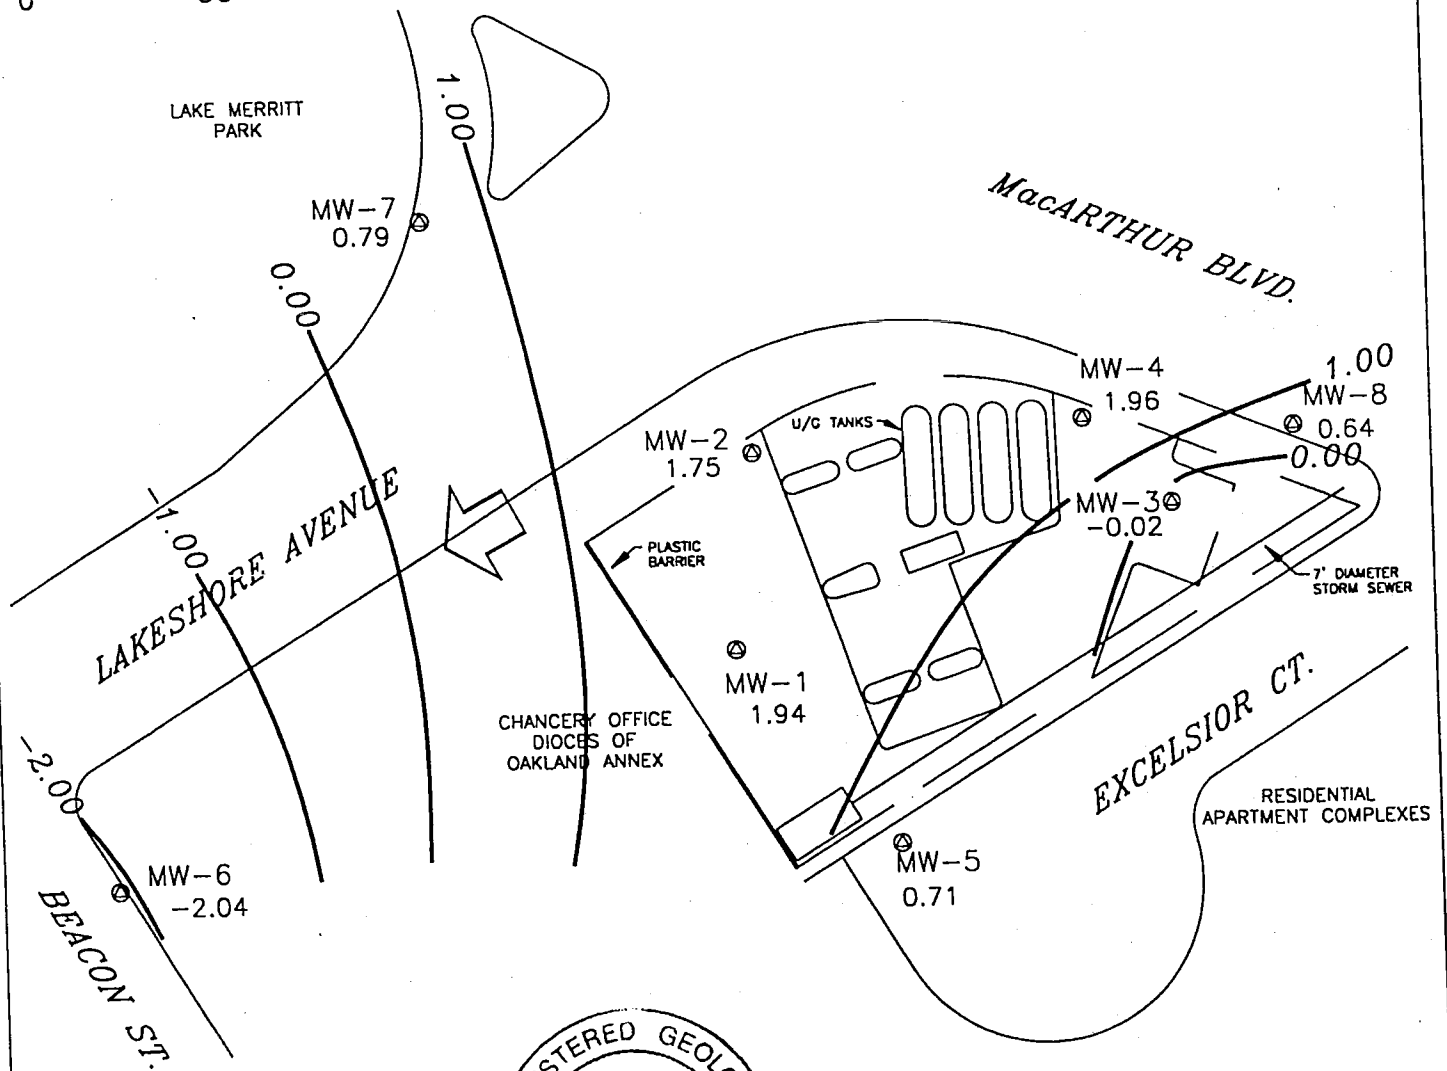 LAKE MERRITT
PARK
1.00
MW-7
0.79
0.00
MacARTHUR BLVD.
MW-4
1.96
1.00
MW-8
0.64
0.00
U/G TANKS
MW-2
1.75
MW-3
-0.02
-1.00
LAKESHORE AVENUE
PLASTIC
BARRIER
7' DIAMETER
STORM SEWER
MW-1
1.94
CHANCERY OFFICE
DIOCES OF
OAKLAND ANNEX
EXCELSIOR CT.
-2.00
RESIDENTIAL
APARTMENT COMPLEXES
MW-6
-2.04
MW-5
0.71
BEACON ST.